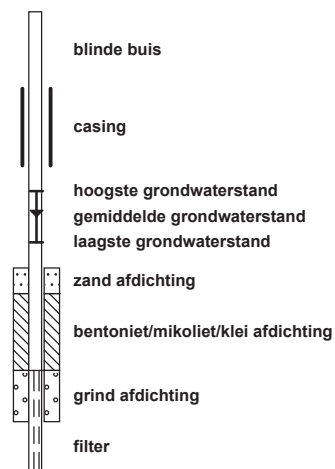 blinde buis
casing
hoogste grondwaterstand
gemiddelde grondwaterstand
laagste grondwaterstand
zand afdichting
bentoniet/mikoliet/klei afdichting
grind afdichting
filter